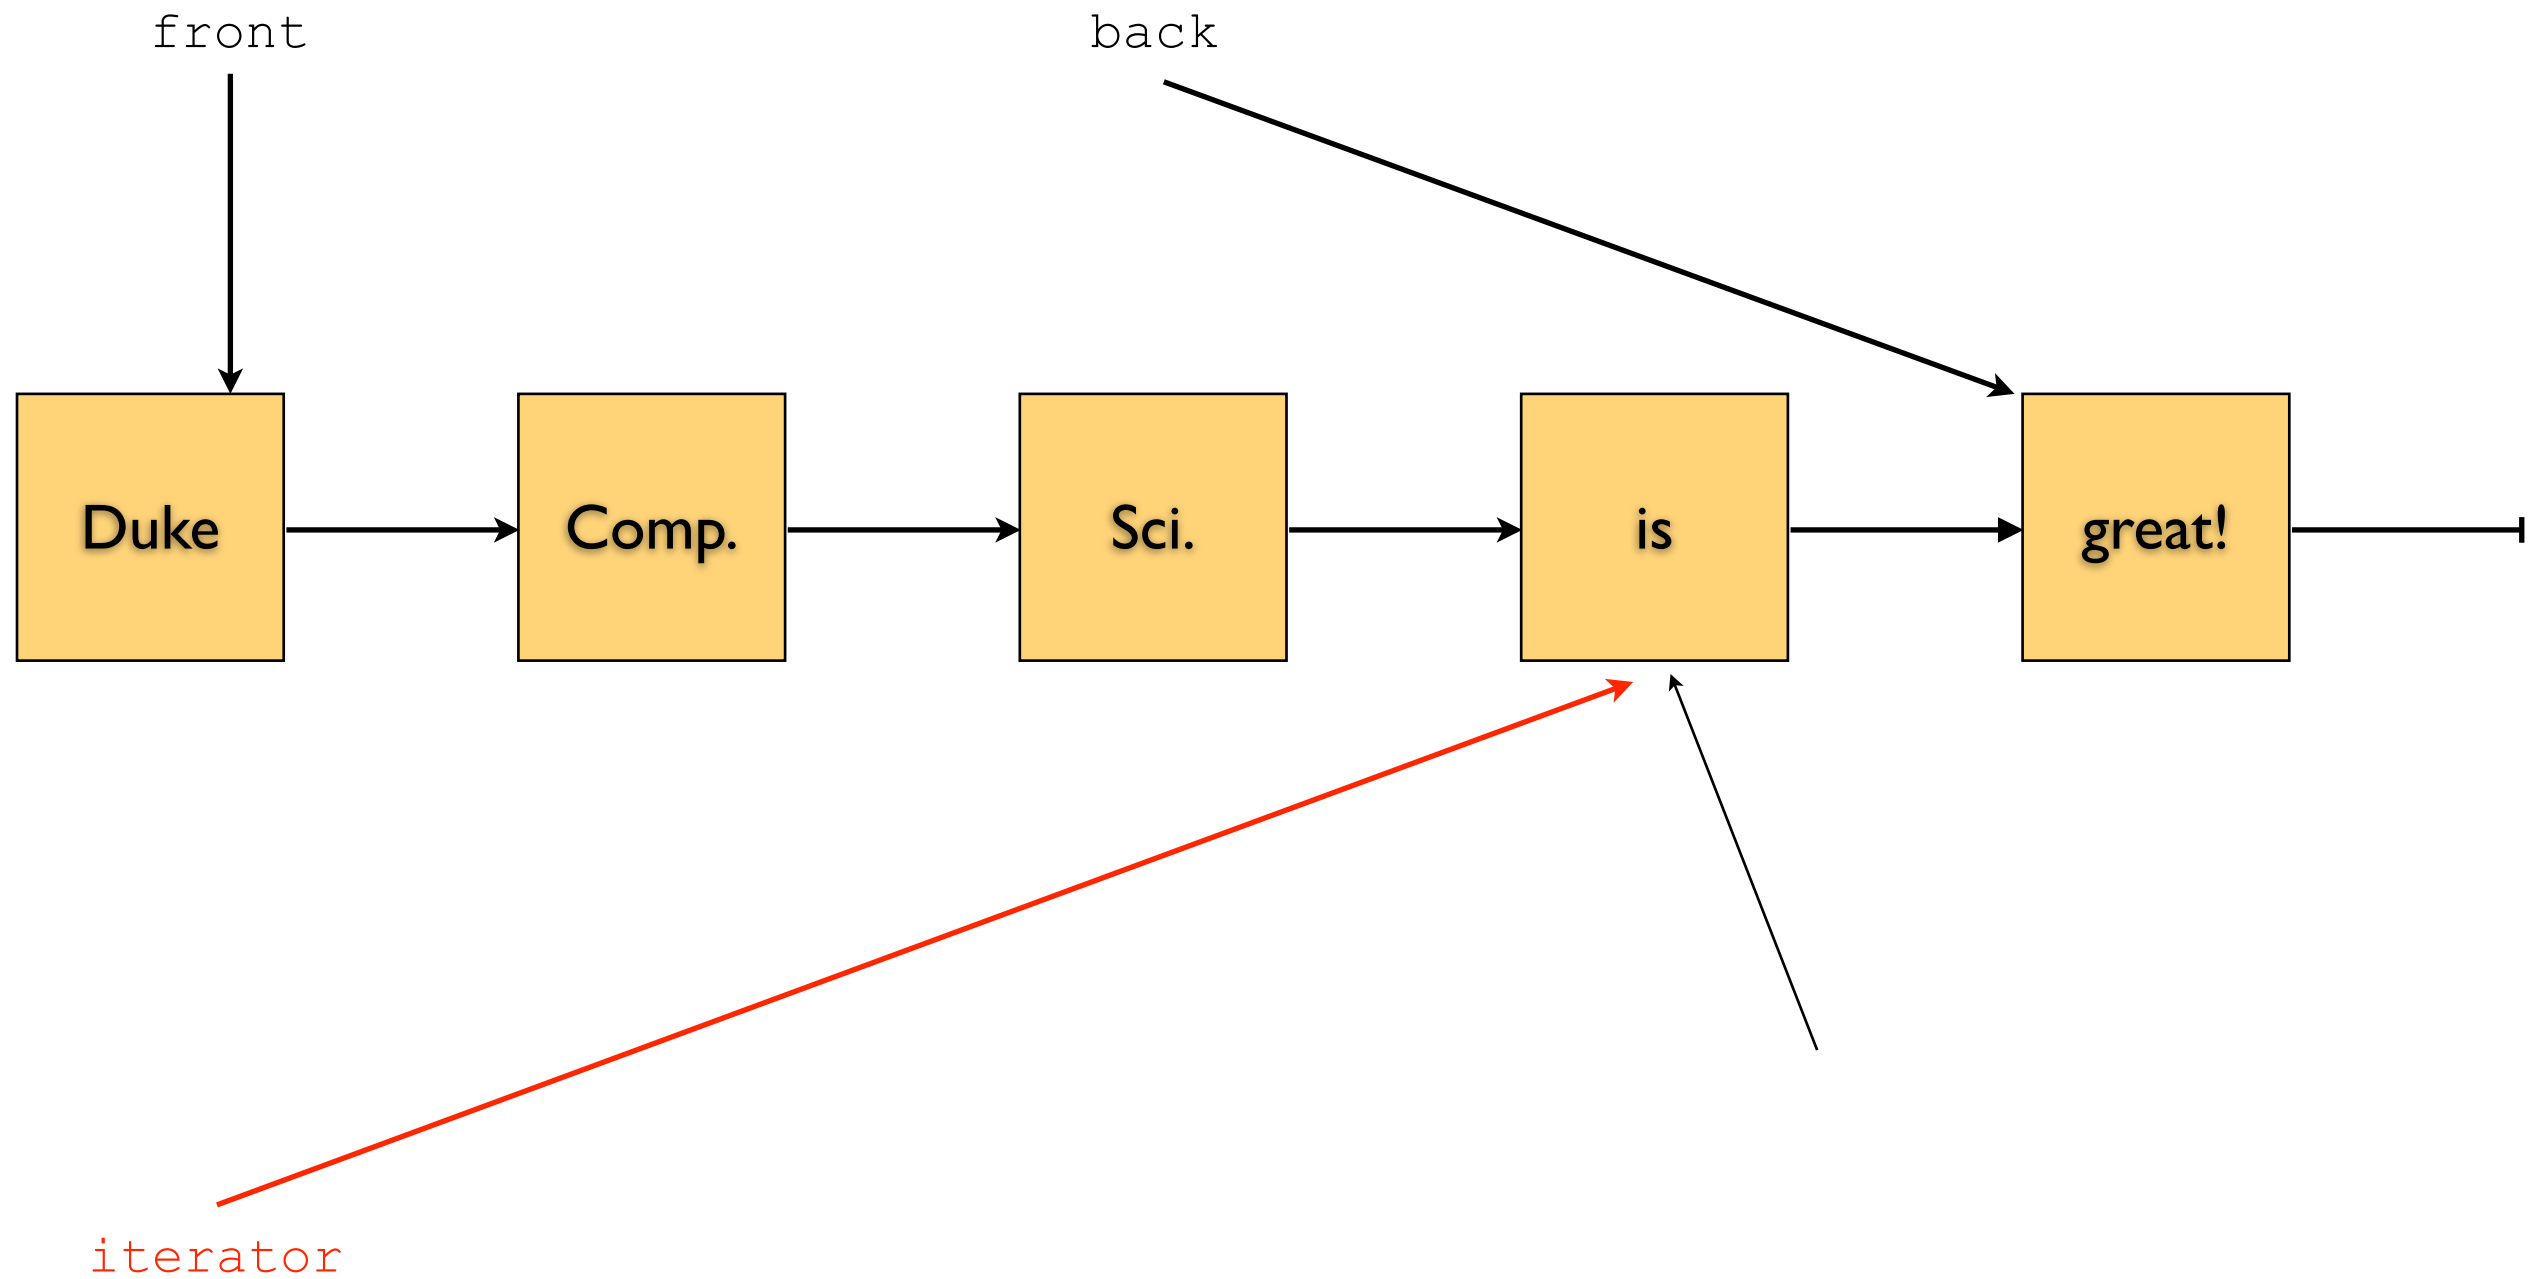 front
back
Duke
Comp.
Sci.
is
great!
iterator